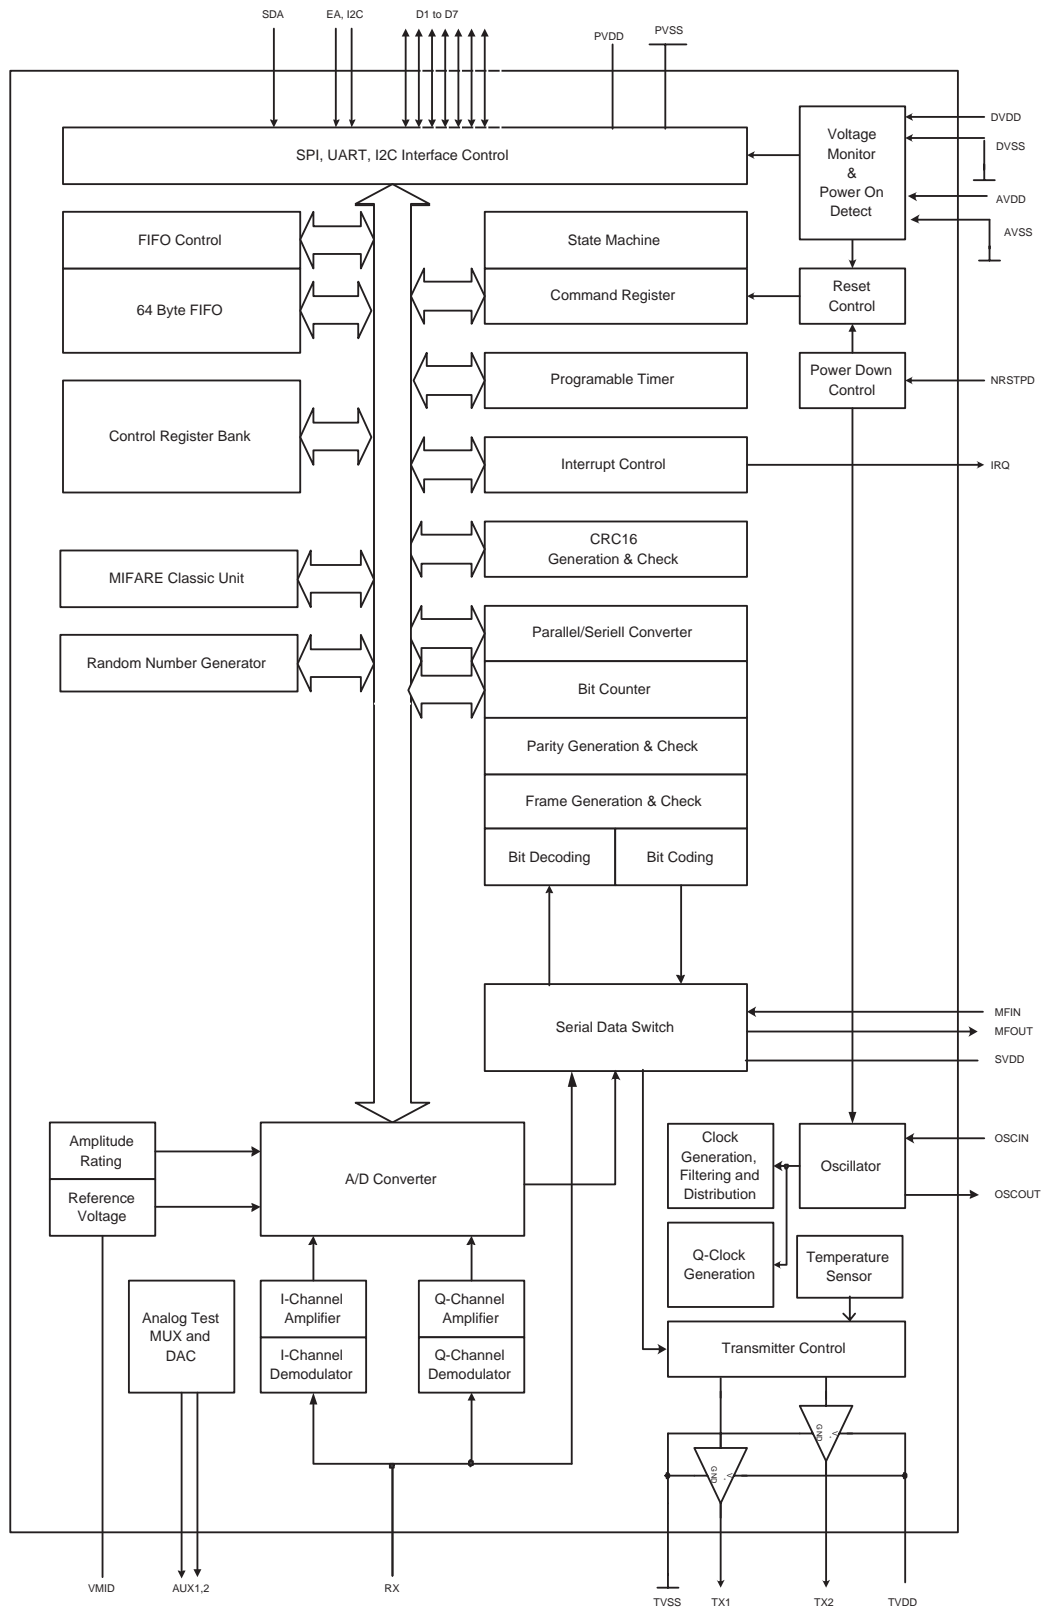 SDA
EA, I2C
D1 to D7
PVDD
PVSS
SPI, UART, I2C Interface Control
Voltage
Monitor
&
Power On
Detect
DVDD
DVSS
AVDD
AVSS
FIFO Control
64 Byte FIFO
State Machine
Command Register
Reset
Control
Programable Timer
Power Down
Control
NRSTPD
Control Register Bank
Interrupt Control
IRQ
CRC16
Generation & Check
MIFARE Classic Unit
Parallel/Seriell Converter
Random Number Generator
Bit Counter
Parity Generation & Check
Frame Generation & Check
Bit Decoding
Bit Coding
Serial Data Switch
MFIN
MFOUT
SVDD
Amplitude
Rating
Reference
Voltage
A/D Converter
Clock
Generation,
Filtering and
Distribution
Oscillator
OSCIN
OSCOUT
Q-Clock
Generation
Temperature
Sensor
Analog Test
MUX and
DAC
I-Channel
Amplifier
I-Channel
Demodulator
Q-Channel
Amplifier
Q-Channel
Demodulator
Transmitter Control
GND
V+
GND
V+
VMID
AUX1,2
RX
TVSS
TX1
TX2
TVDD